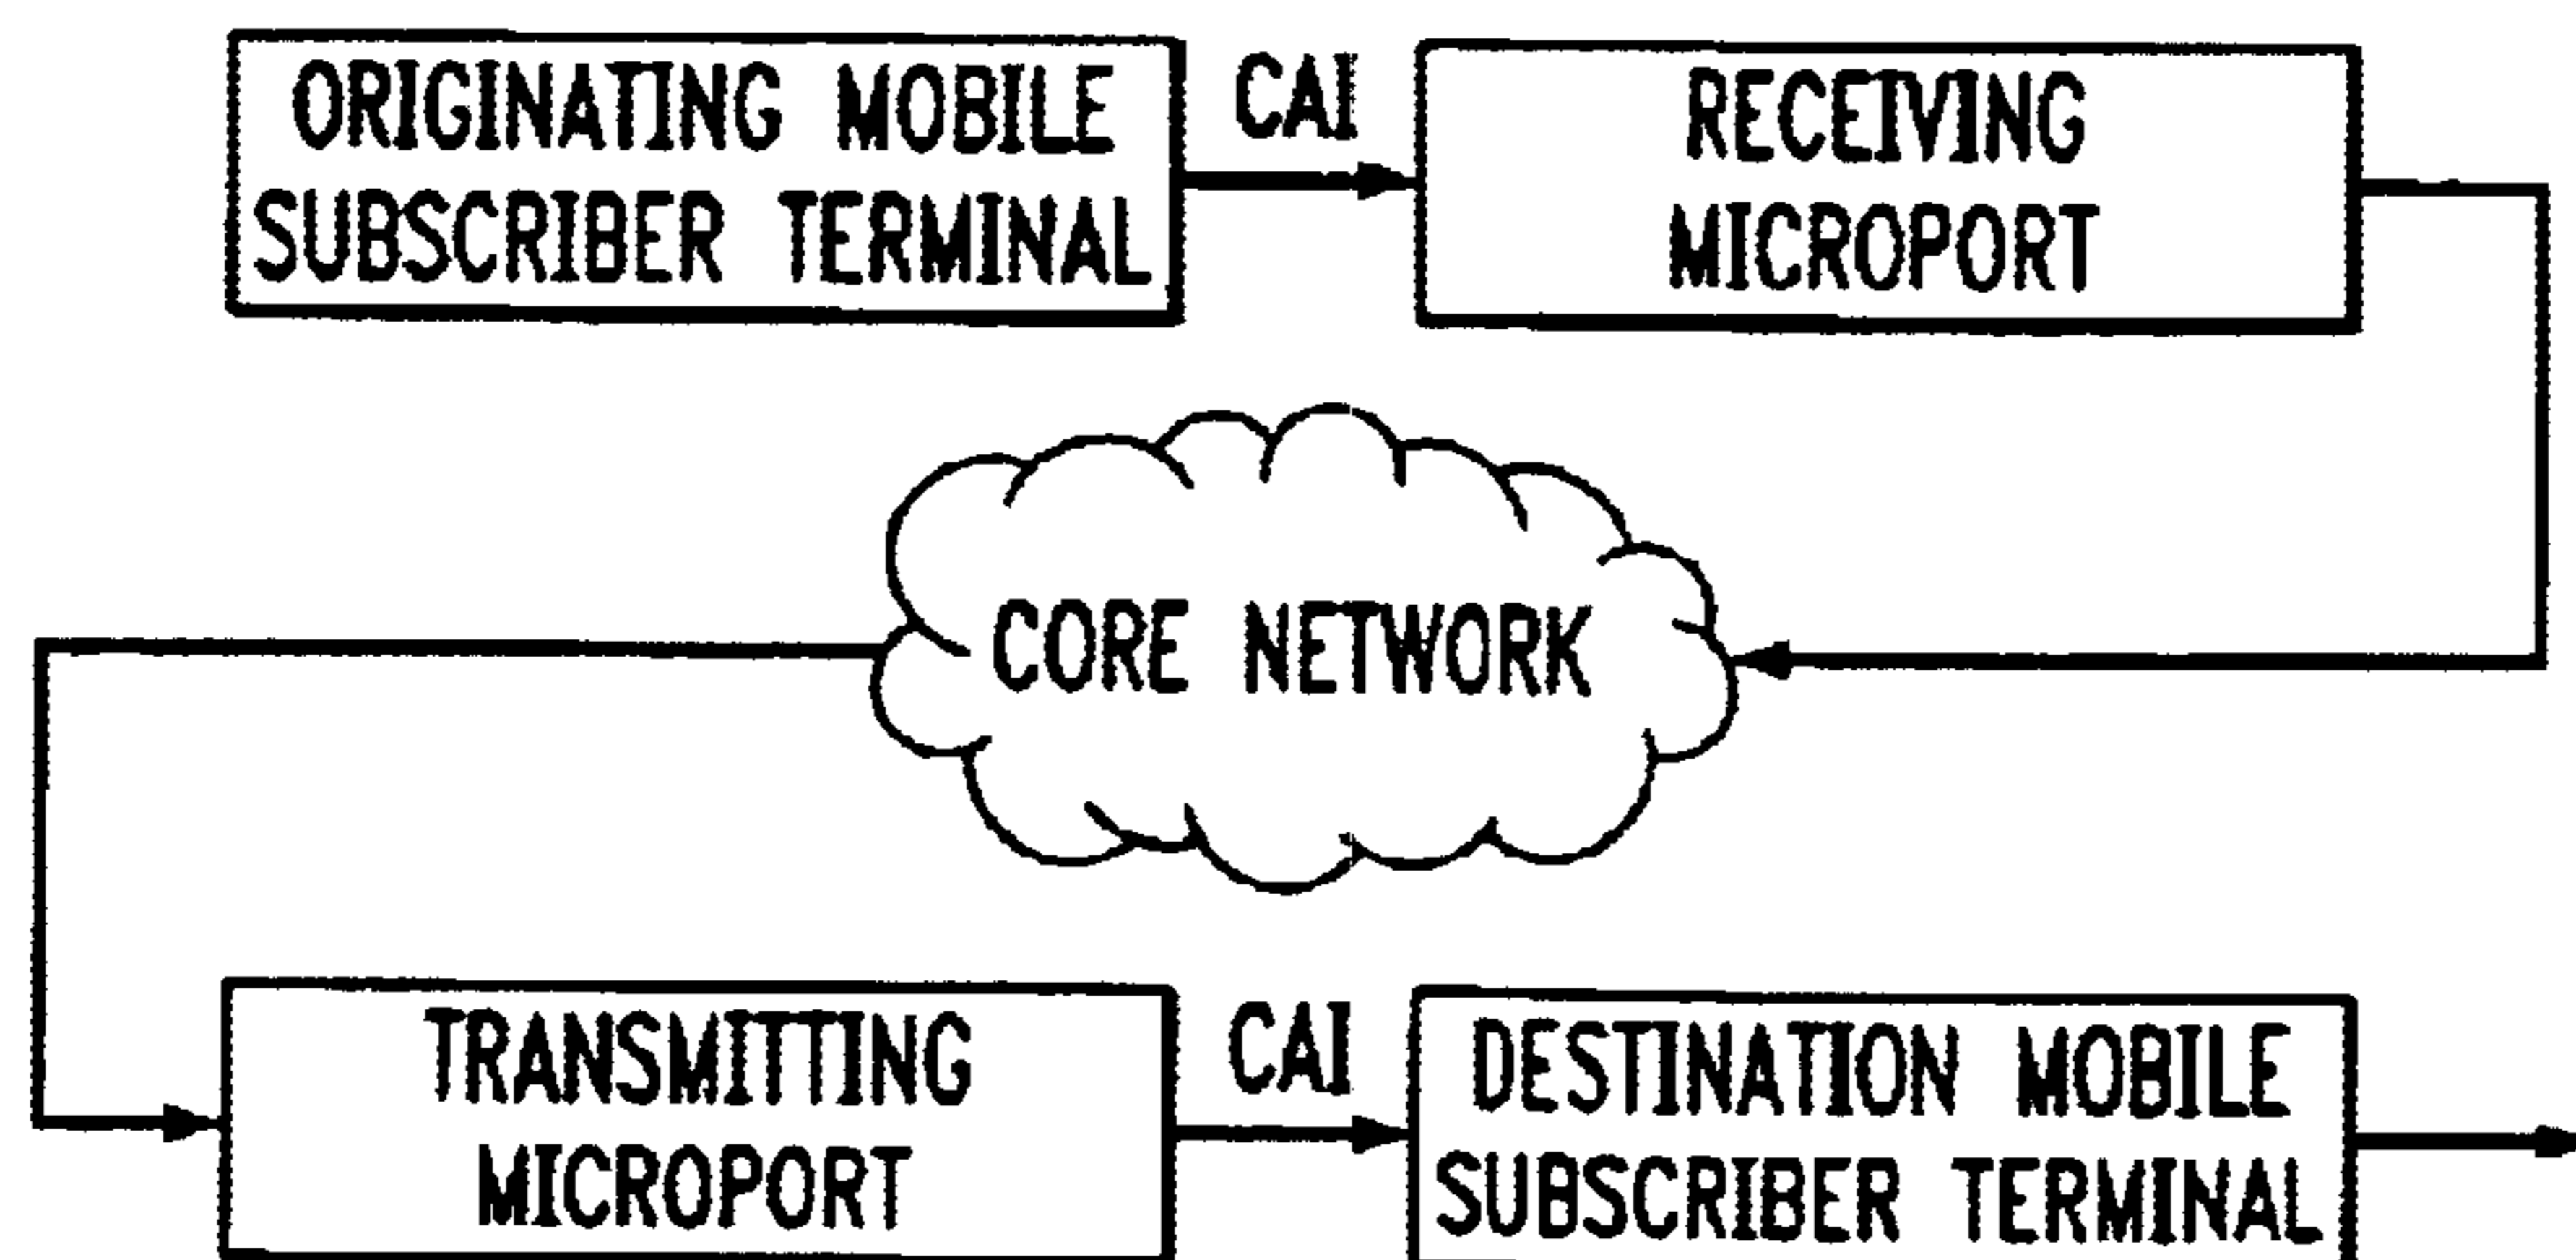 ORIGINATING MOBILE
SUBSCRIBER TERMINAL
CAI
RECEIVING
MICROPORT
CORE NETWORK
TRANSMITTING
MICROPORT
CAI
DESTINATION MOBILE
SUBSCRIBER TERMINAL